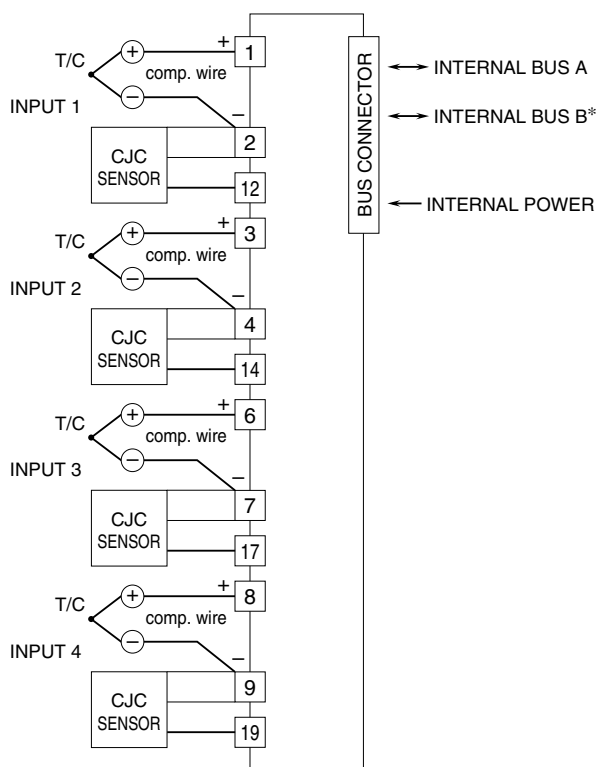 T/C
+
+
1
comp. wire
INPUT 1
−
−
2
CJC
SENSOR
12
T/C
+
+
3
comp. wire
INPUT 2
−
−
4
CJC
SENSOR
14
T/C
+
+
6
comp. wire
INPUT 3
−
−
7
CJC
SENSOR
17
T/C
+
+
8
comp. wire
INPUT 4
−
−
9
CJC
SENSOR
19
BUS CONNECTOR
INTERNAL BUS A
INTERNAL BUS B*
INTERNAL POWER